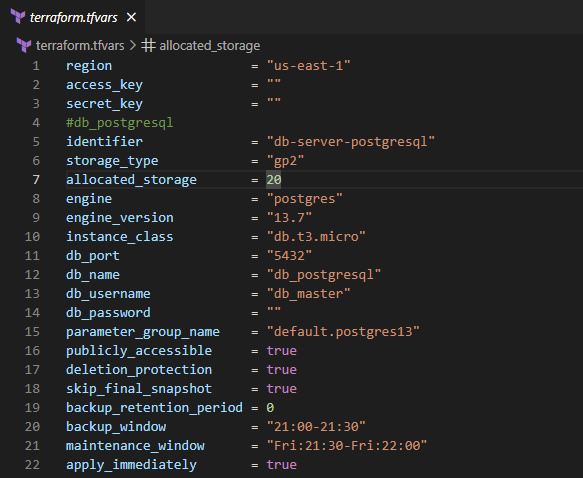 terraform.tfvars ×
terraform.tfvars > allocated_storage
1 region = "us-east-1"
2 access_key = ""
3 secret_key = ""
4 #db_postgresql
5 identifier = "db-server-postgresql"
6 storage_type = "gp2"
7 allocated_storage = 20
8 engine = "postgres"
9 engine_version = "13.7"
10 instance_class = "db.t3.micro"
11 db_port = "5432"
12 db_name = "db_postgresql"
13 db_username = "db_master"
14 db_password = ""
15 parameter_group_name = "default.postgres13"
16 publicly_accessible = true
17 deletion_protection = true
18 skip_final_snapshot = true
19 backup_retention_period = 0
20 backup_window = "21:00-21:30"
21 maintenance_window = "Fri:21:30-Fri:22:00"
22 apply_immediately = true